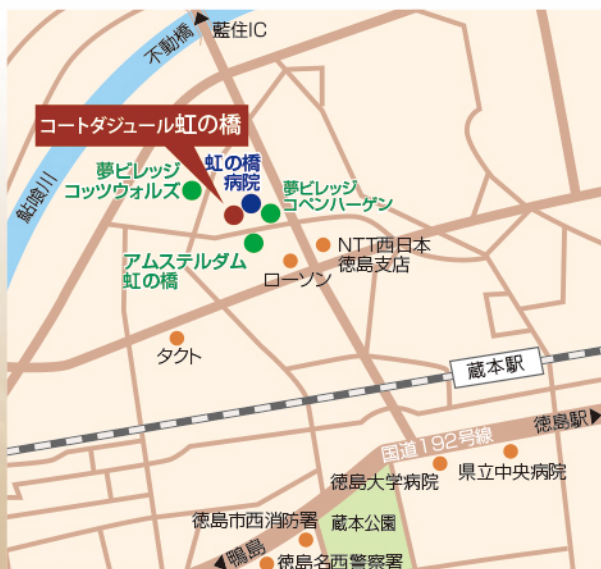 不動橋
藍住IC
コートダジュール虹の橋
鮎喰川
夢ビレッジ
コッツウォルズ
虹の橋
病院
夢ビレッジ
コペンハーゲン
アムステルダム
虹の橋
NTT西日本
徳島支店
ローソン
タクト
蔵本駅
徳島駅
国道192号線
徳島大学病院
県立中央病院
徳島市西消防署
蔵本公園
鴨島
徳島名西警察署